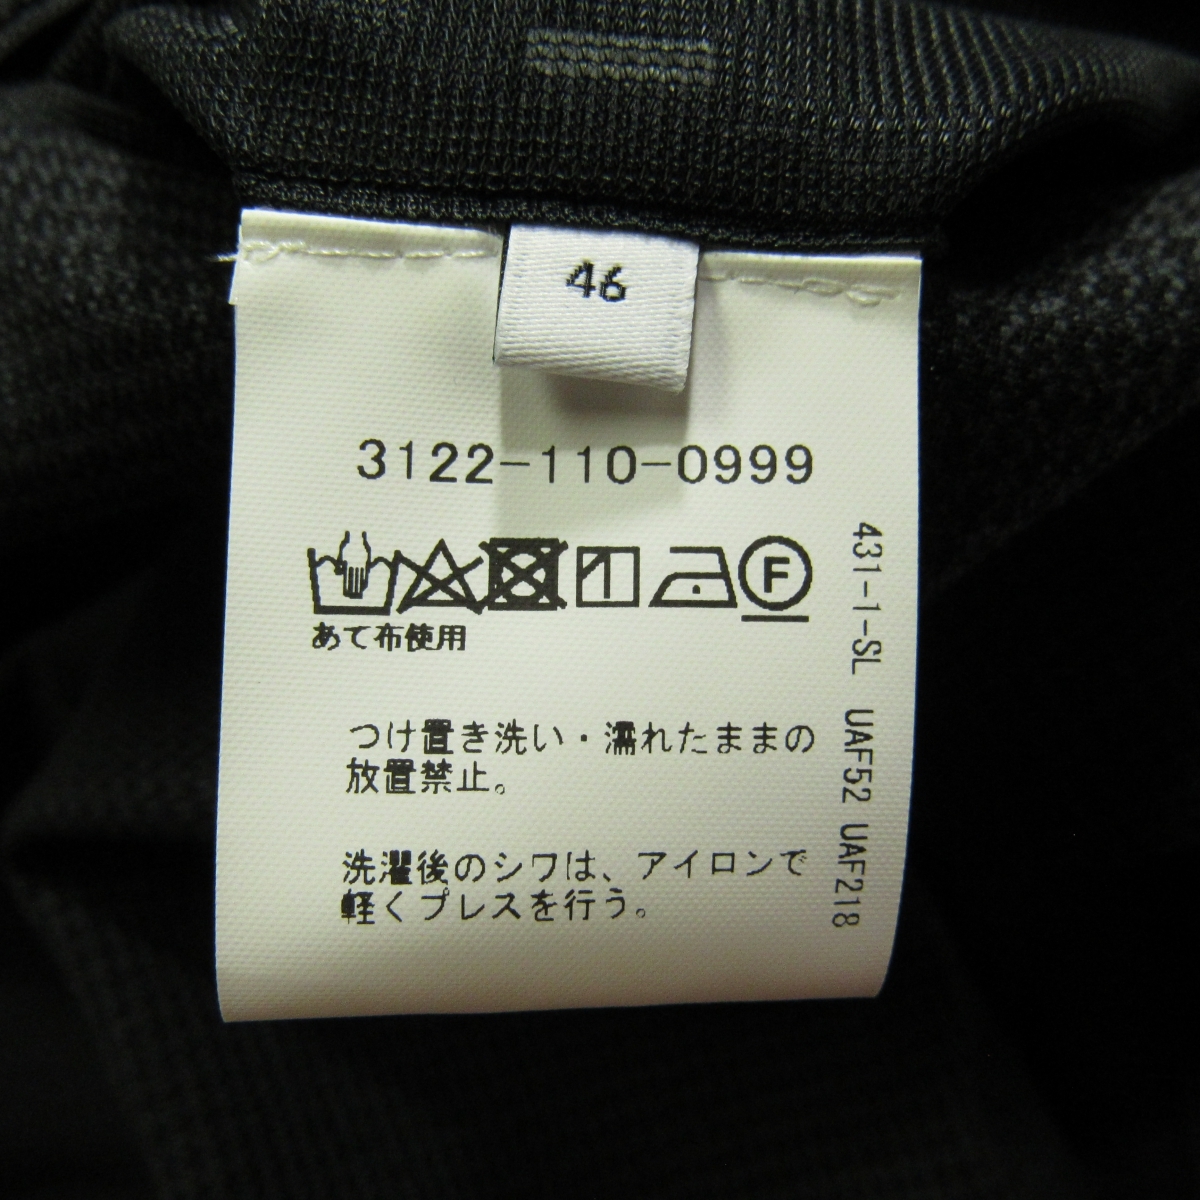 46
3122-110-0999
F
あて布使用
つけ置き洗い・濡れたままの
放置禁止。
洗濯後のシワは、アイロンで
軽くプレスを行う。
431-1-SL UAF52 UAF218